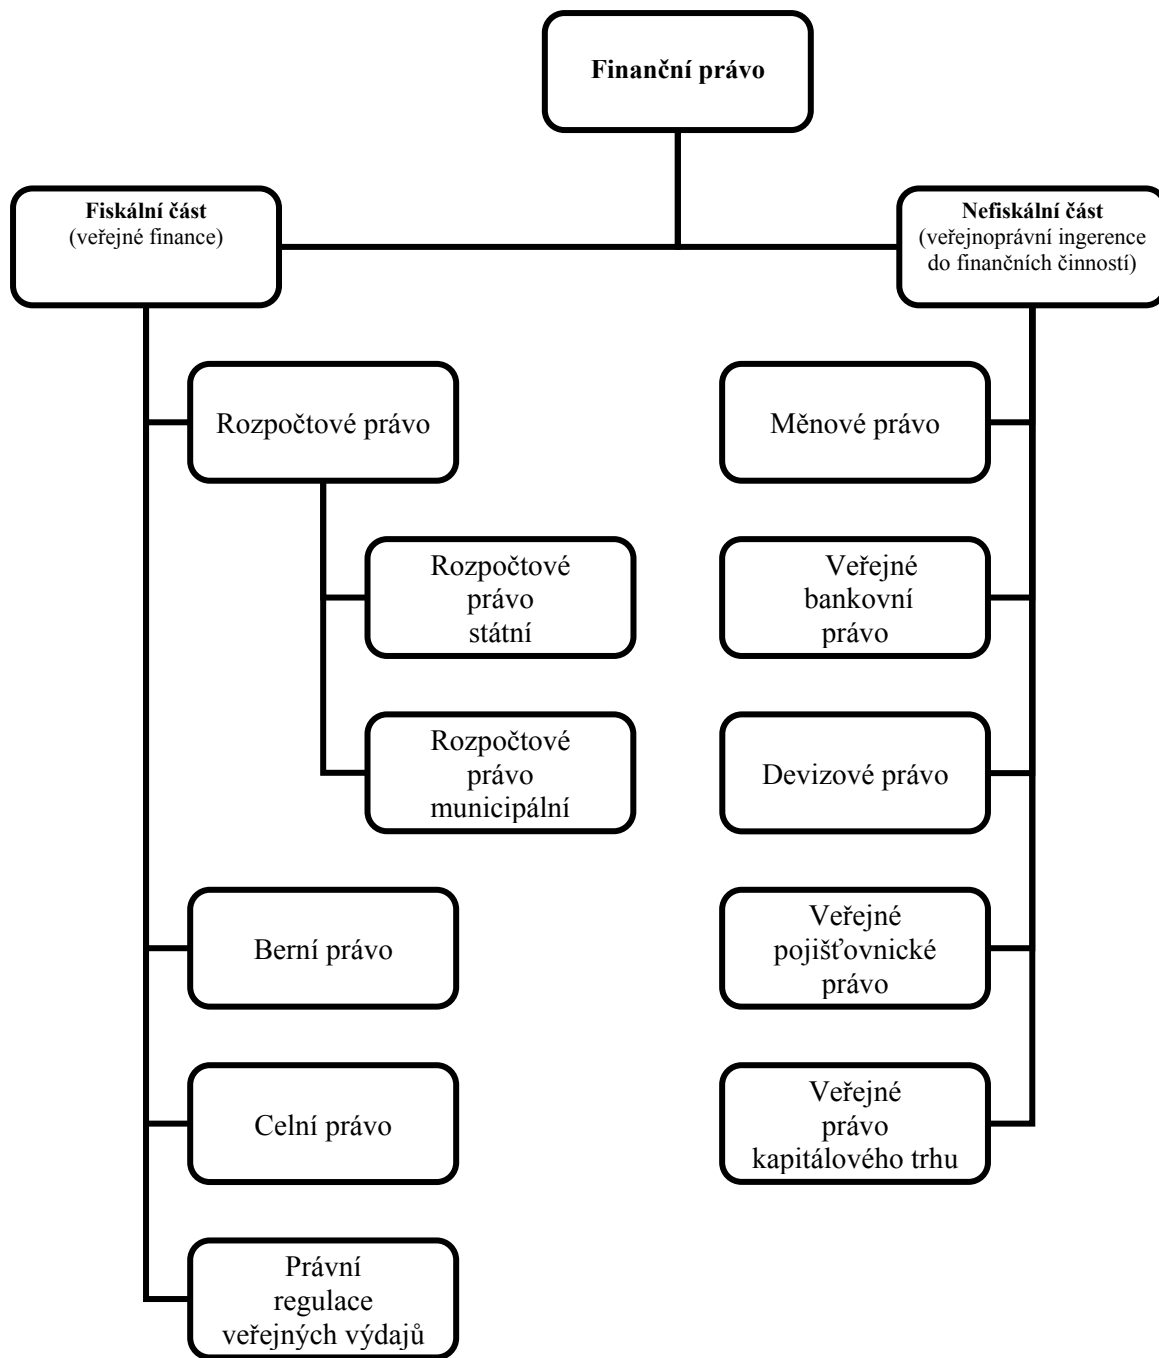 Finanční právo
Fiskální část
(veřejné finance)
Nefiskální část
(veřejnoprávní ingerence
do finančních činností)
Rozpočtové právo
Měnové právo
Rozpočtové
právo
státní
Veřejné
bankovní
právo
Rozpočtové
právo
municipální
Devizové právo
Berní právo
Veřejné
pojišťovnické
právo
Celní právo
Veřejné
právo
kapitálového trhu
Právní
regulace
veřejných výdajů